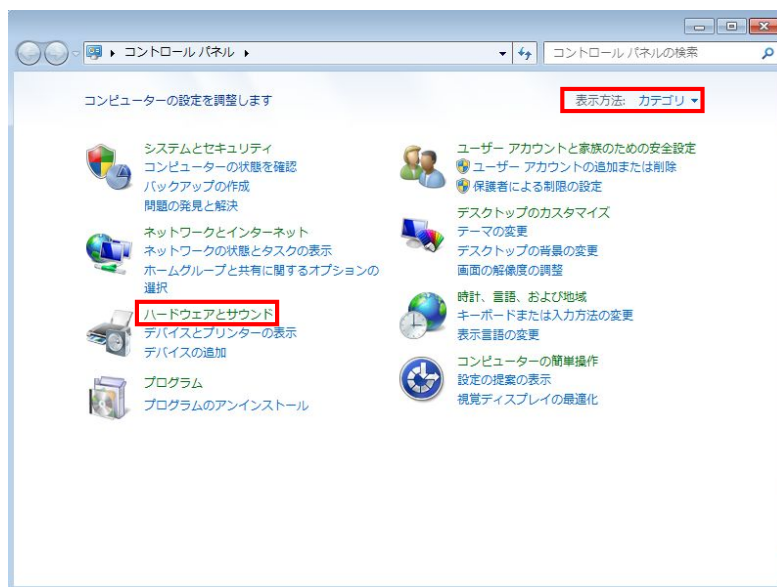 コントロール パネル
コントロール パネルの検索
コンピューターの設定を調整します
表示方法: カテゴリ
システムとセキュリティ
コンピューターの状態を確認
バックアップの作成
問題の発見と解決
ネットワークとインターネット
ネットワークの状態とタスクの表示
ホームグループと共有に関するオプションの
選択
ハードウェアとサウンド
デバイスとプリンターの表示
デバイスの追加
プログラム
プログラムのアンインストール
ユーザー アカウントと家族のための安全設定
ユーザー アカウントの追加または削除
保護者による制限の設定
デスクトップのカスタマイズ
テーマの変更
デスクトップの背景の変更
画面の解像度の調整
時計、言語、および地域
キーボードまたは入力方法の変更
表示言語の変更
コンピューターの簡単操作
設定の提案の表示
視覚ディスプレイの最適化